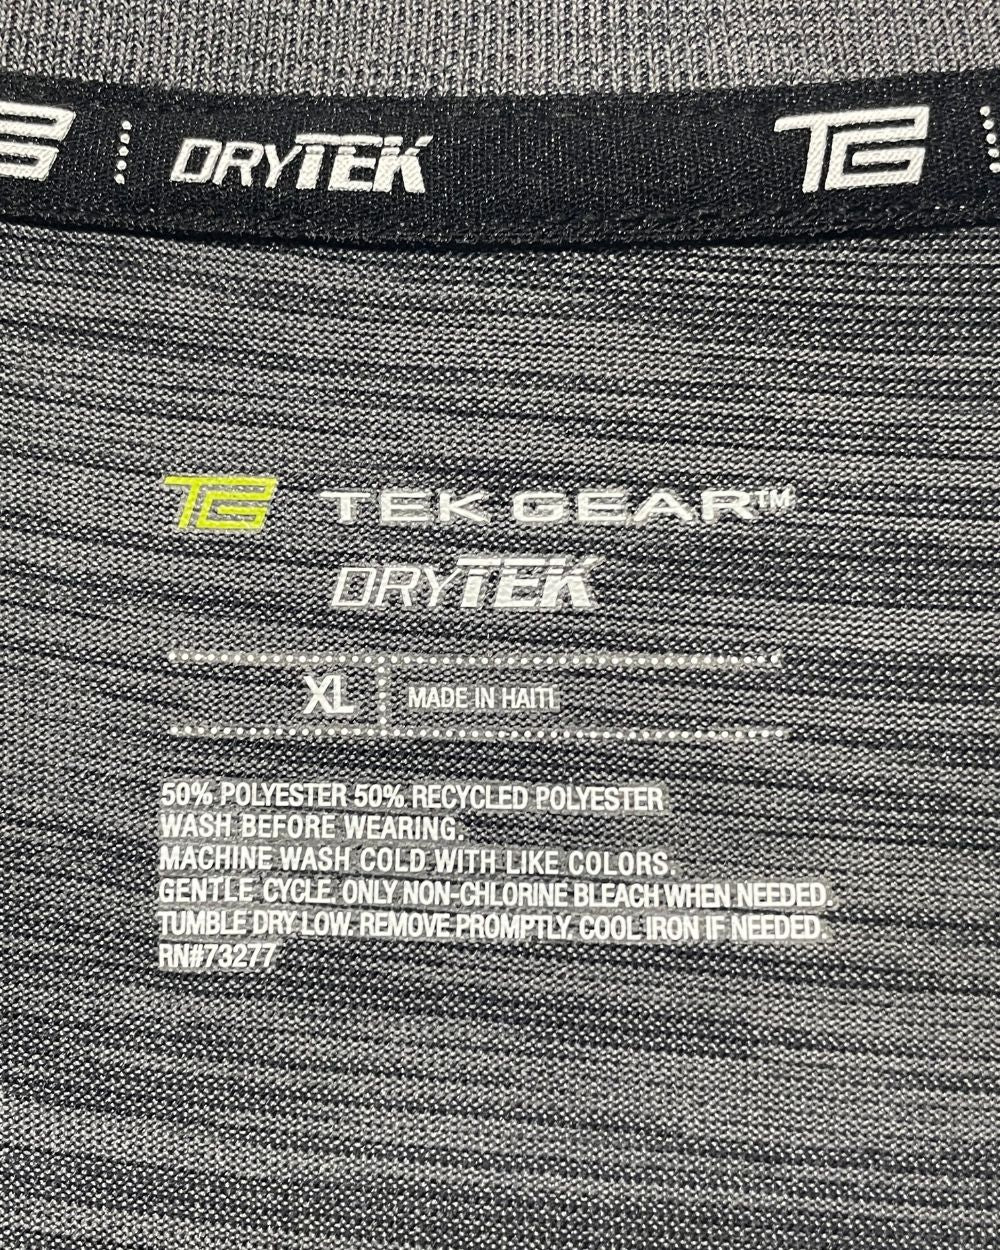 TG DRYTEK TG
TG TEK GEAR™
DRYTEK
XL MADE IN HAITI
50% POLYESTER 50% RECYCLED POLYESTER
WASH BEFORE WEARING.
MACHINE WASH COLD WITH LIKE COLORS.
GENTLE CYCLE. ONLY NON-CHLORINE BLEACH WHEN NEEDED.
TUMBLE DRY LOW. REMOVE PROMPTLY. COOL IRON IF NEEDED.
RN#73277